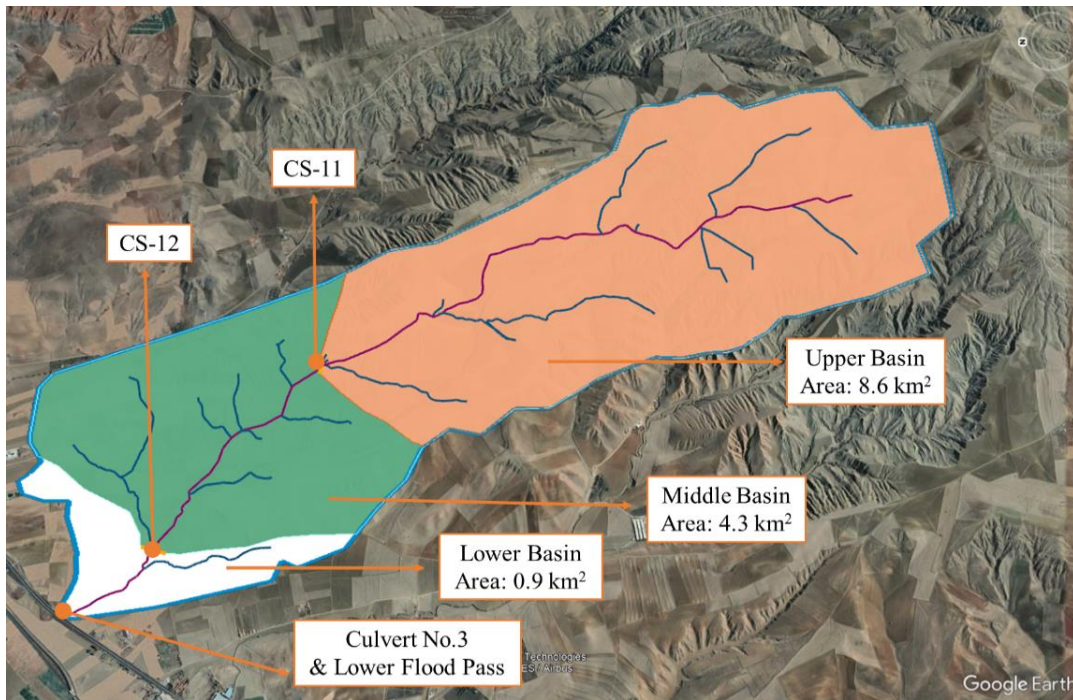 CS-11
CS-12
Upper Basin
Area: 8.6 km²
Middle Basin
Area: 4.3 km²
Lower Basin
Area: 0.9 km²
Culvert No.3
& Lower Flood Pass
Technologies
Google Earth